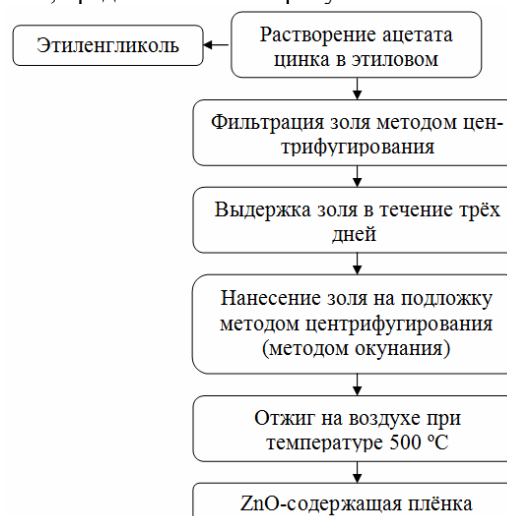 Этиленгликоль
Растворение ацетата
цинка в этиловом
Фильтрация золя методом цен-
трифугирования
Выдержка золя в течение трёх
дней
Нанесение золя на подложку
методом центрифугирования
(методом окунания)
Отжиг на воздухе при
температуре 500 ºС
ZnO-содержащая плёнка